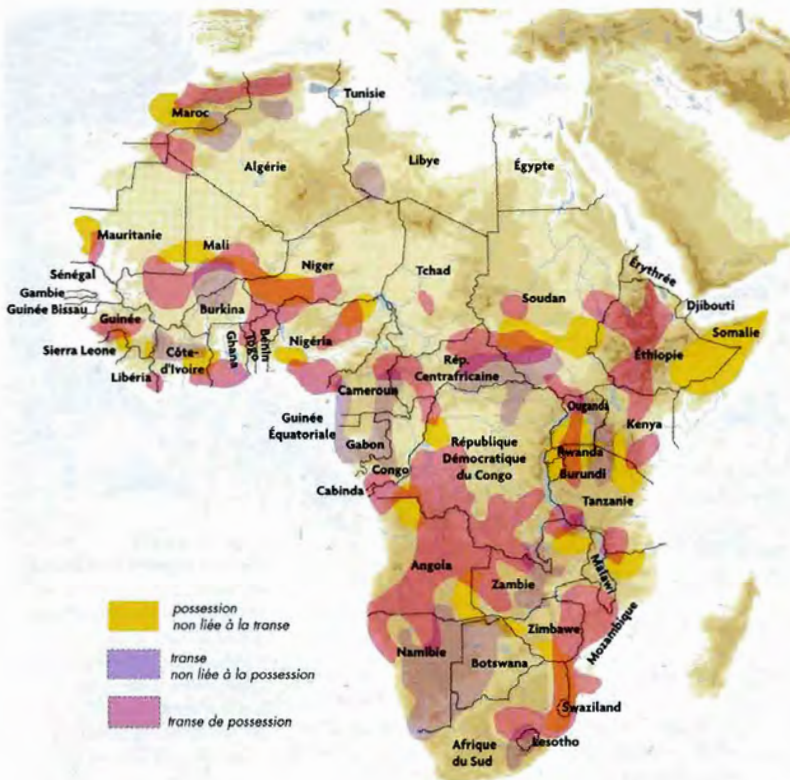 Tunisie
Maroc
Algérie
Libye
Égypte
Mauritanie
Mali
Niger
Tchad
Soudan
Érythrée
Djibouti
Sénégal
Gambie
Guinée Bissau
Guinée
Burkina
Nigéria
Bénin
Togo
Ghana
Sierra Leone
Côte-
d'Ivoire
Libéria
Somalie
Éthiopie
Rép.
Centrafricaine
Cameroun
Ouganda
Kenya
Guinée
Équatoriale
Gabon
République
Démocratique
du Congo
Rwanda
Burundi
Congo
Cabinda
Tanzanie
Angola
Zambie
Malawi
Mozambique
Zimbawe
Namibie
Botswana
Swaziland
Lesotho
Afrique
du Sud
possession
non liée à la transe
transe
non liée à la possession
transe de possession